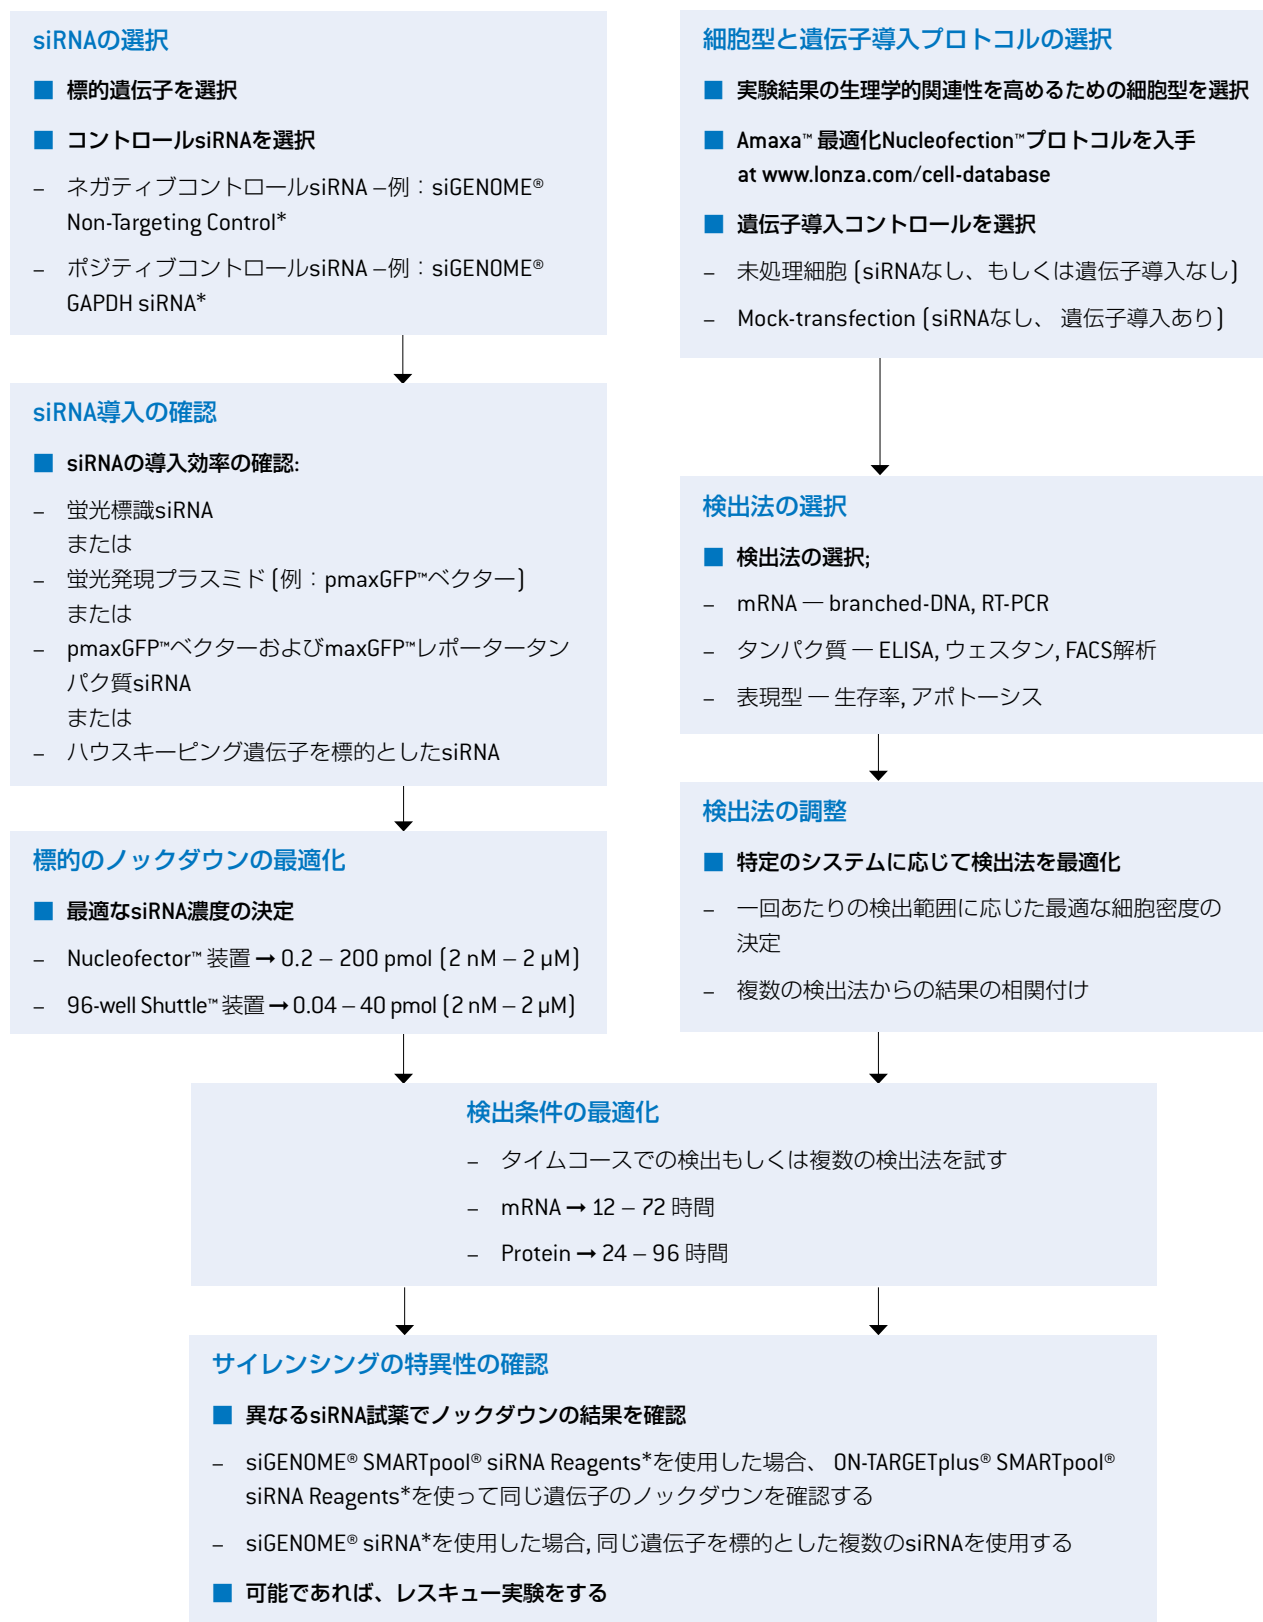 siRNAの選択
■ 標的遺伝子を選択
■ コントロールsiRNAを選択
– ネガティブコントロールsiRNA –例：siGENOME®
Non-Targeting Control*
– ポジティブコントロールsiRNA –例：siGENOME®
GAPDH siRNA*
siRNA導入の確認
■ siRNAの導入効率の確認:
– 蛍光標識siRNA
または
– 蛍光発現プラスミド (例：pmaxGFP™ベクター)
または
– pmaxGFP™ベクターおよびmaxGFP™レポータータン
パク質siRNA
または
– ハウスキーピング遺伝子を標的としたsiRNA
標的のノックダウンの最適化
■ 最適なsiRNA濃度の決定
– Nucleofector™ 装置 → 0.2 – 200 pmol (2 nM – 2 µM)
– 96-well Shuttle™ 装置 → 0.04 – 40 pmol (2 nM – 2 µM)
細胞型と遺伝子導入プロトコルの選択
■ 実験結果の生理学的関連性を高めるための細胞型を選択
■ Amaxa™ 最適化Nucleofection™プロトコルを入手
at www.lonza.com/cell-database
■ 遺伝子導入コントロールを選択
– 未処理細胞 (siRNAなし、もしくは遺伝子導入なし)
– Mock-transfection (siRNAなし、 遺伝子導入あり)
検出法の選択
■ 検出法の選択;
– mRNA — branched-DNA, RT-PCR
– タンパク質 — ELISA, ウェスタン, FACS解析
– 表現型 — 生存率, アポトーシス
検出法の調整
■ 特定のシステムに応じて検出法を最適化
– 一回あたりの検出範囲に応じた最適な細胞密度の
決定
– 複数の検出法からの結果の相関付け
検出条件の最適化
– タイムコースでの検出もしくは複数の検出法を試す
– mRNA → 12 – 72 時間
– Protein → 24 – 96 時間
サイレンシングの特異性の確認
■ 異なるsiRNA試薬でノックダウンの結果を確認
– siGENOME® SMARTpool® siRNA Reagents*を使用した場合、 ON-TARGETplus® SMARTpool®
siRNA Reagents*を使って同じ遺伝子のノックダウンを確認する
– siGENOME® siRNA*を使用した場合, 同じ遺伝子を標的とした複数のsiRNAを使用する
■ 可能であれば、レスキュー実験をする